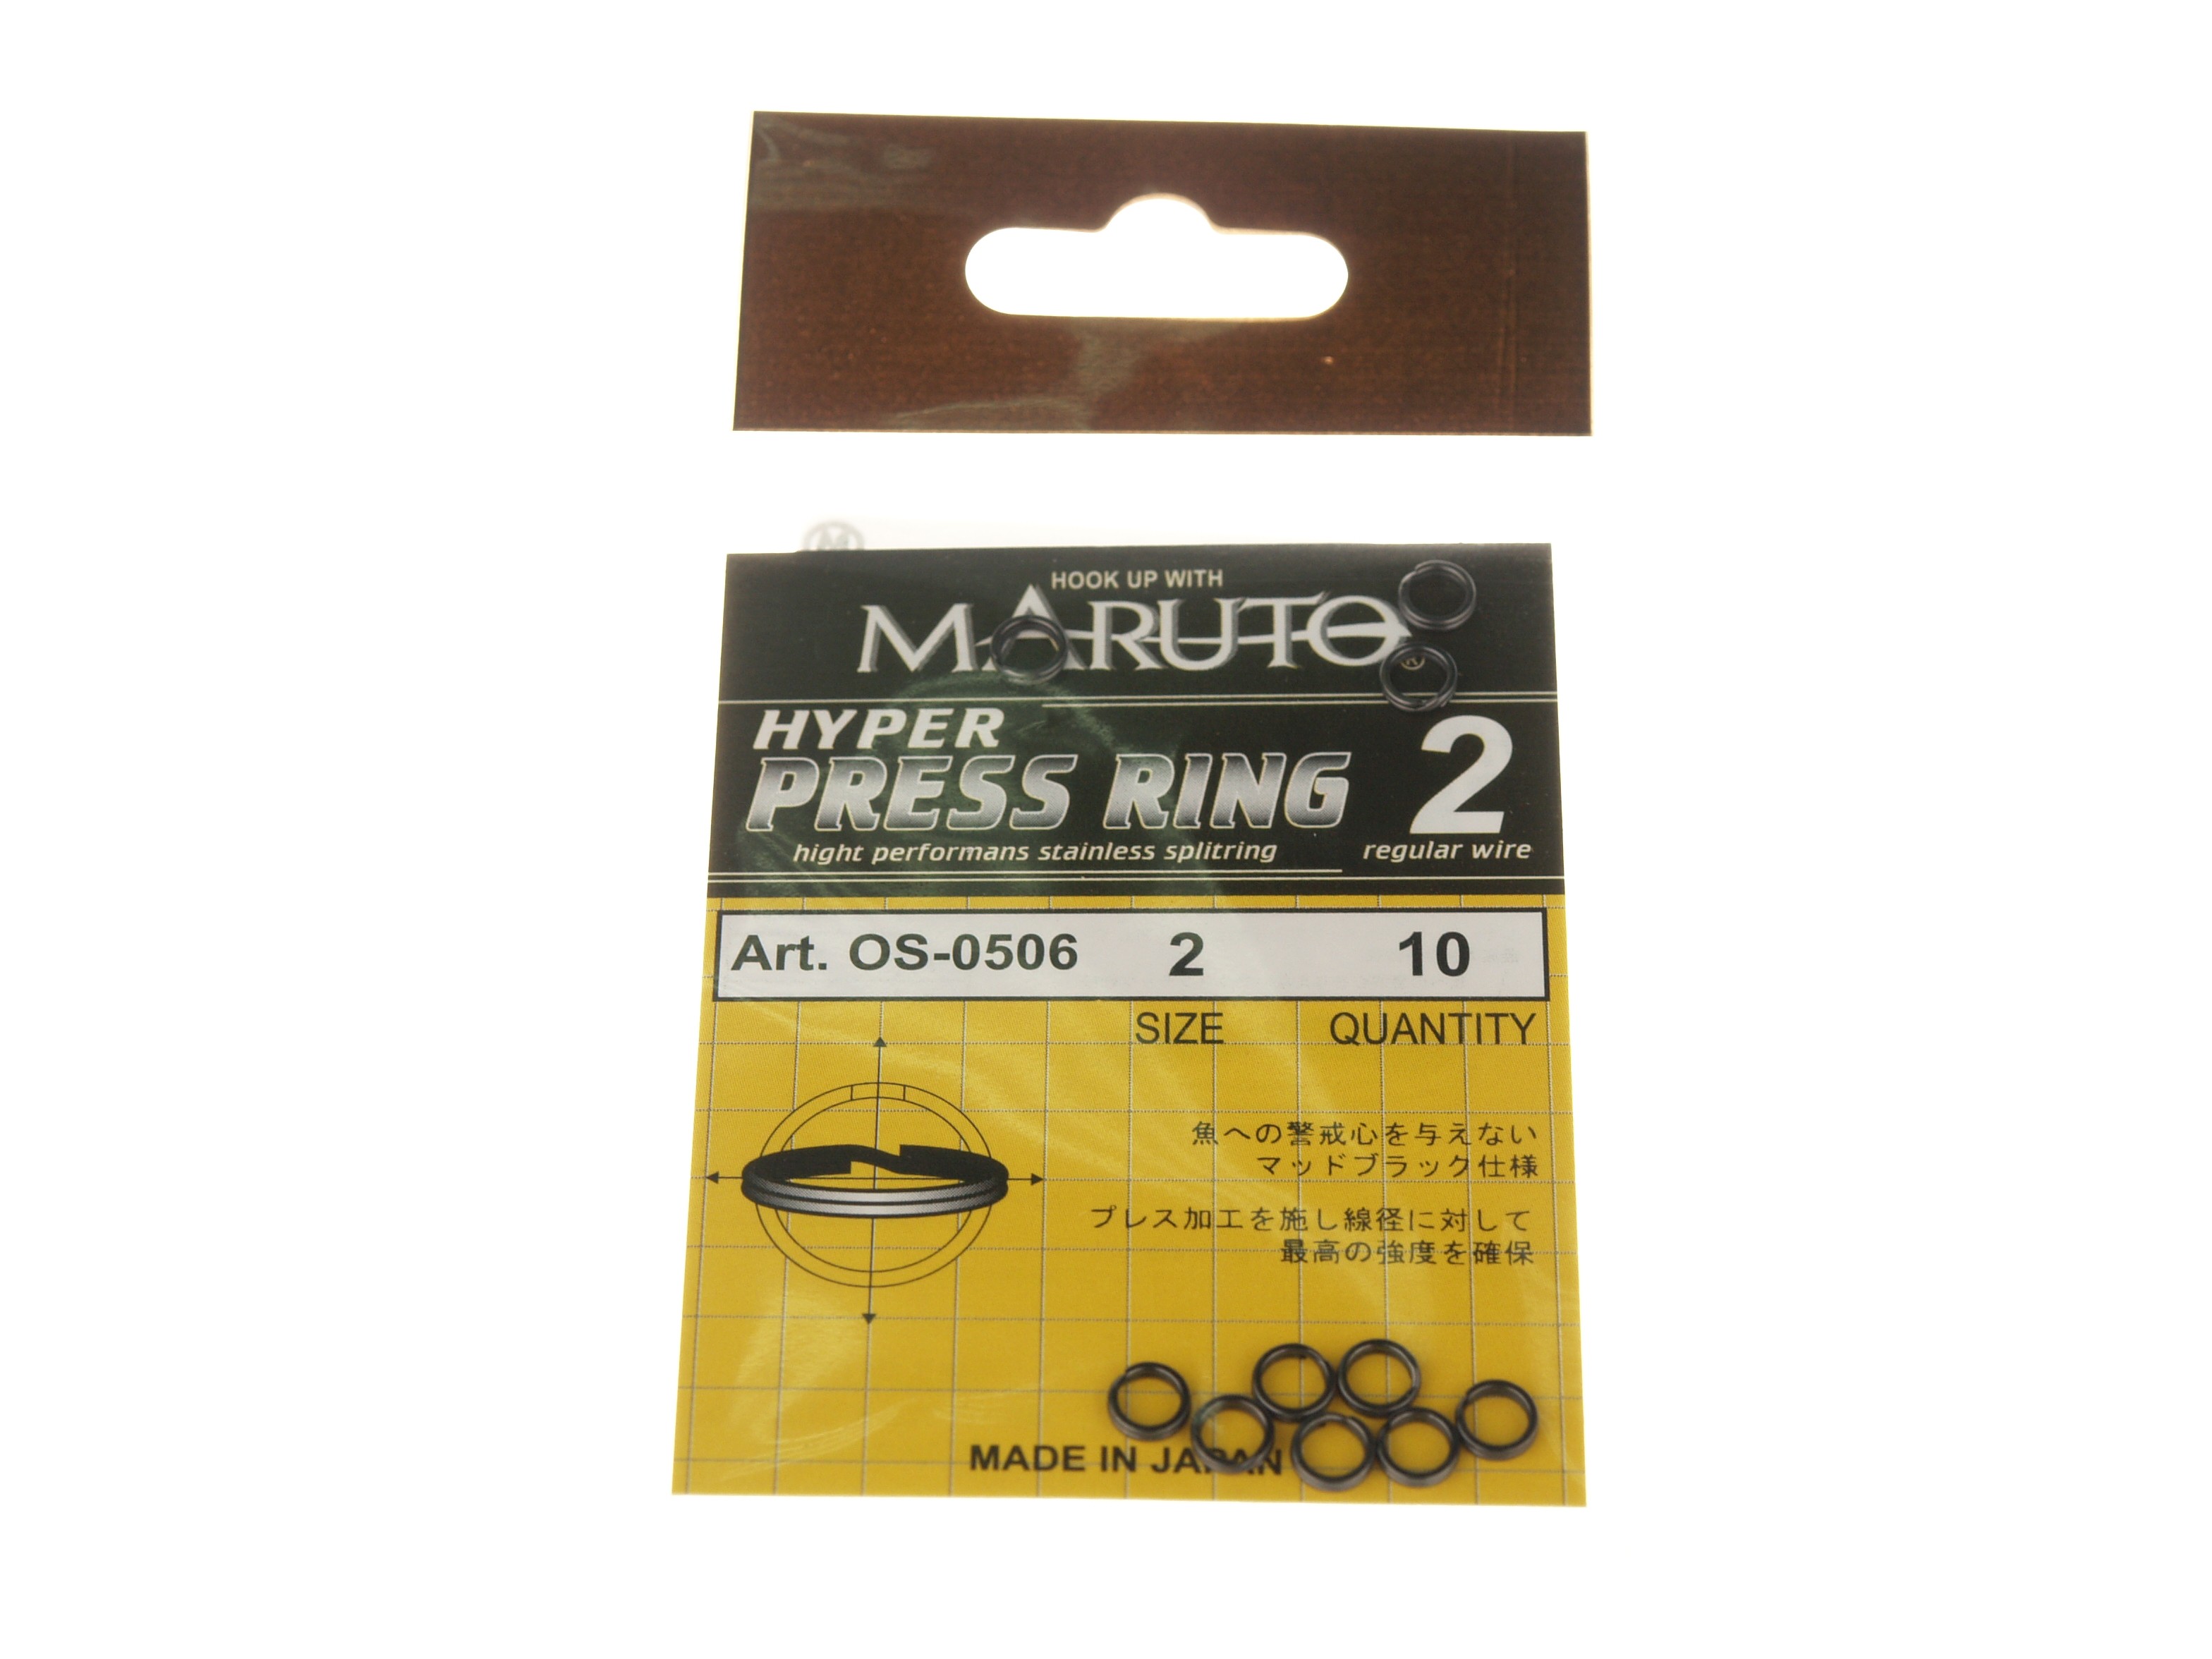 HOOK UP WITH
MARUTO®
HYPER
PRESS RING 2
hight performans stainless splitring regular wire
Art. OS-0506 2 10
SIZE QUANTITY
魚への警戒心を与えない
マッドブラック仕様
プレス加工を施し線径に対して
最高の強度を確保
MADE IN JAPAN